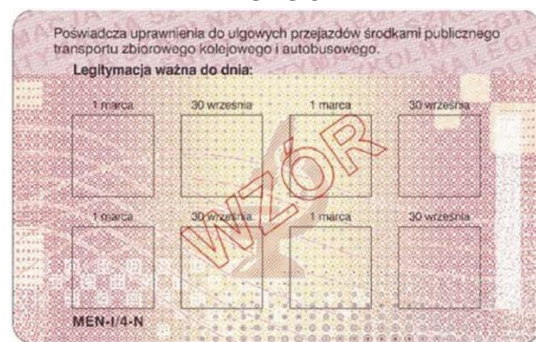 Poświadcza uprawnienia do ulgowych przejazdów środkami publicznego
transportu zbiorowego kolejowego i autobusowego.
Legitymacja ważna do dnia:
1 marca 30 września 1 marca 30 września
1 marca 30 września 1 marca 30 września
WZÓR
MEN-I/4-N